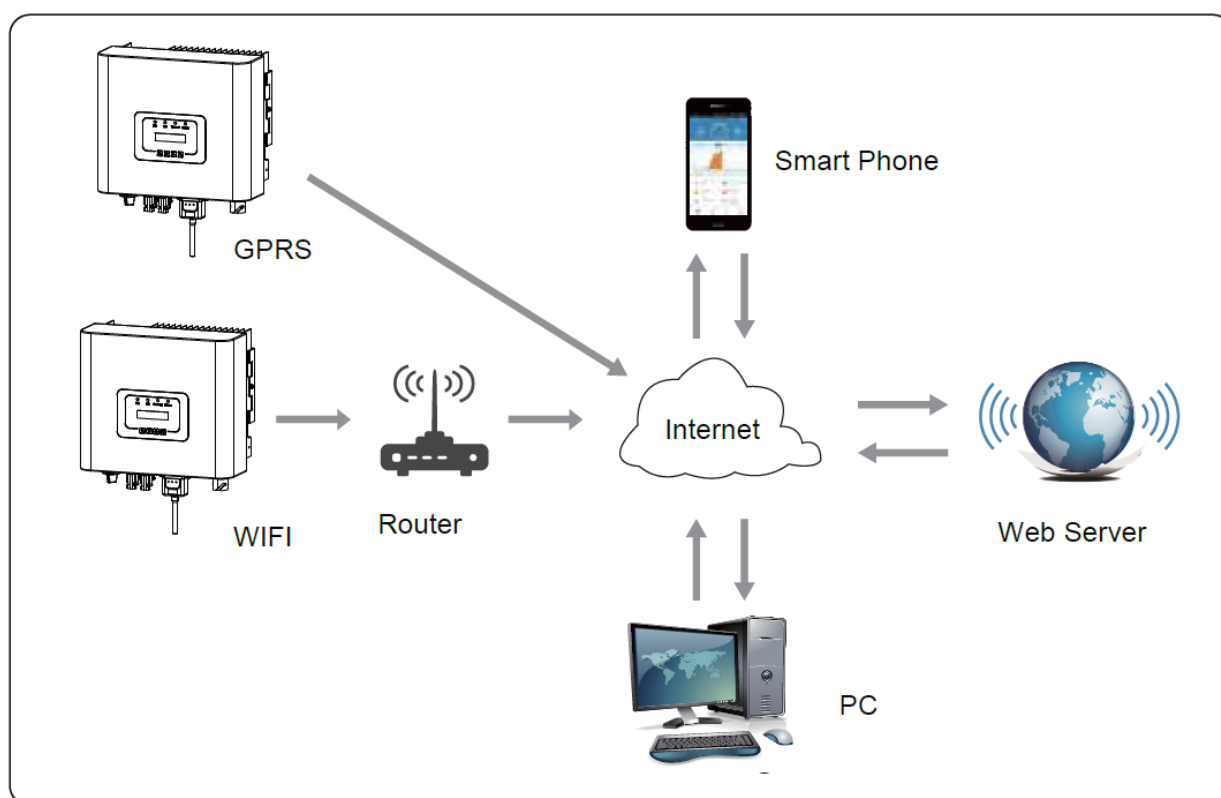 Smart Phone
GPRS
Internet
Router
WIFI
Web Server
PC